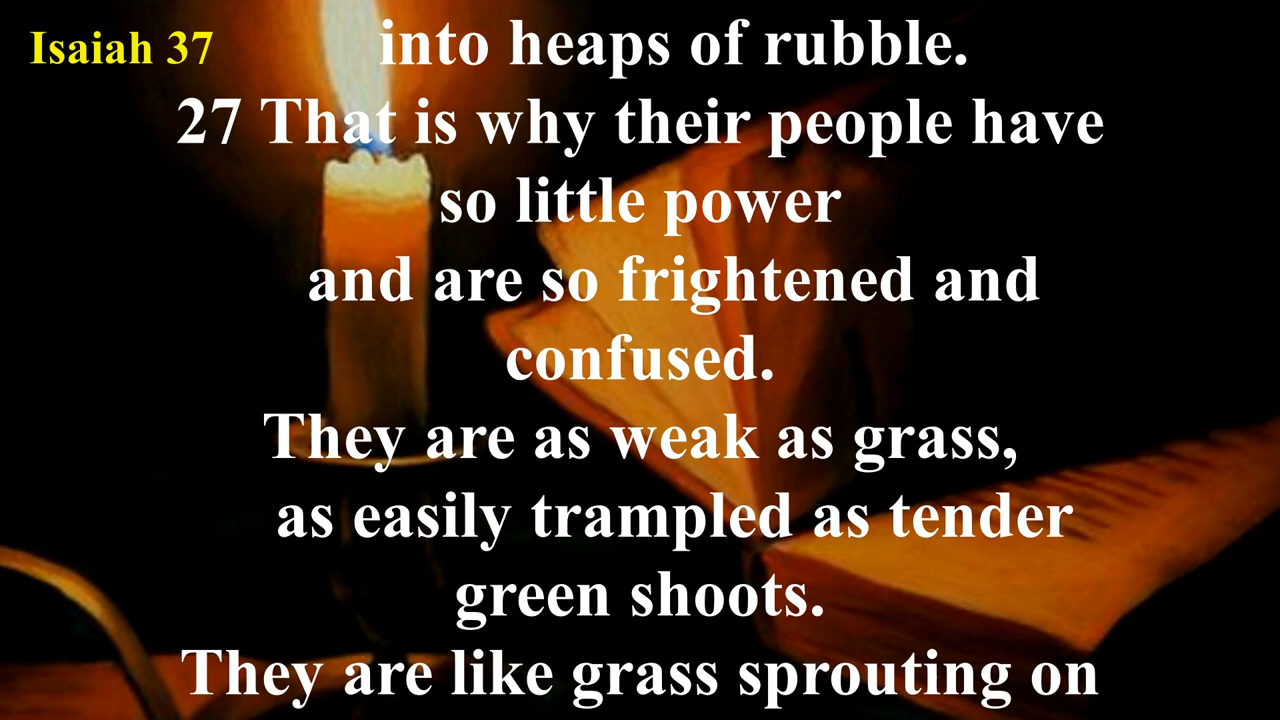 Isaiah 37
into heaps of rubble.
27 That is why their people have
so little power
and are so frightened and
confused.
They are as weak as grass,
as easily trampled as tender
green shoots.
They are like grass sprouting on